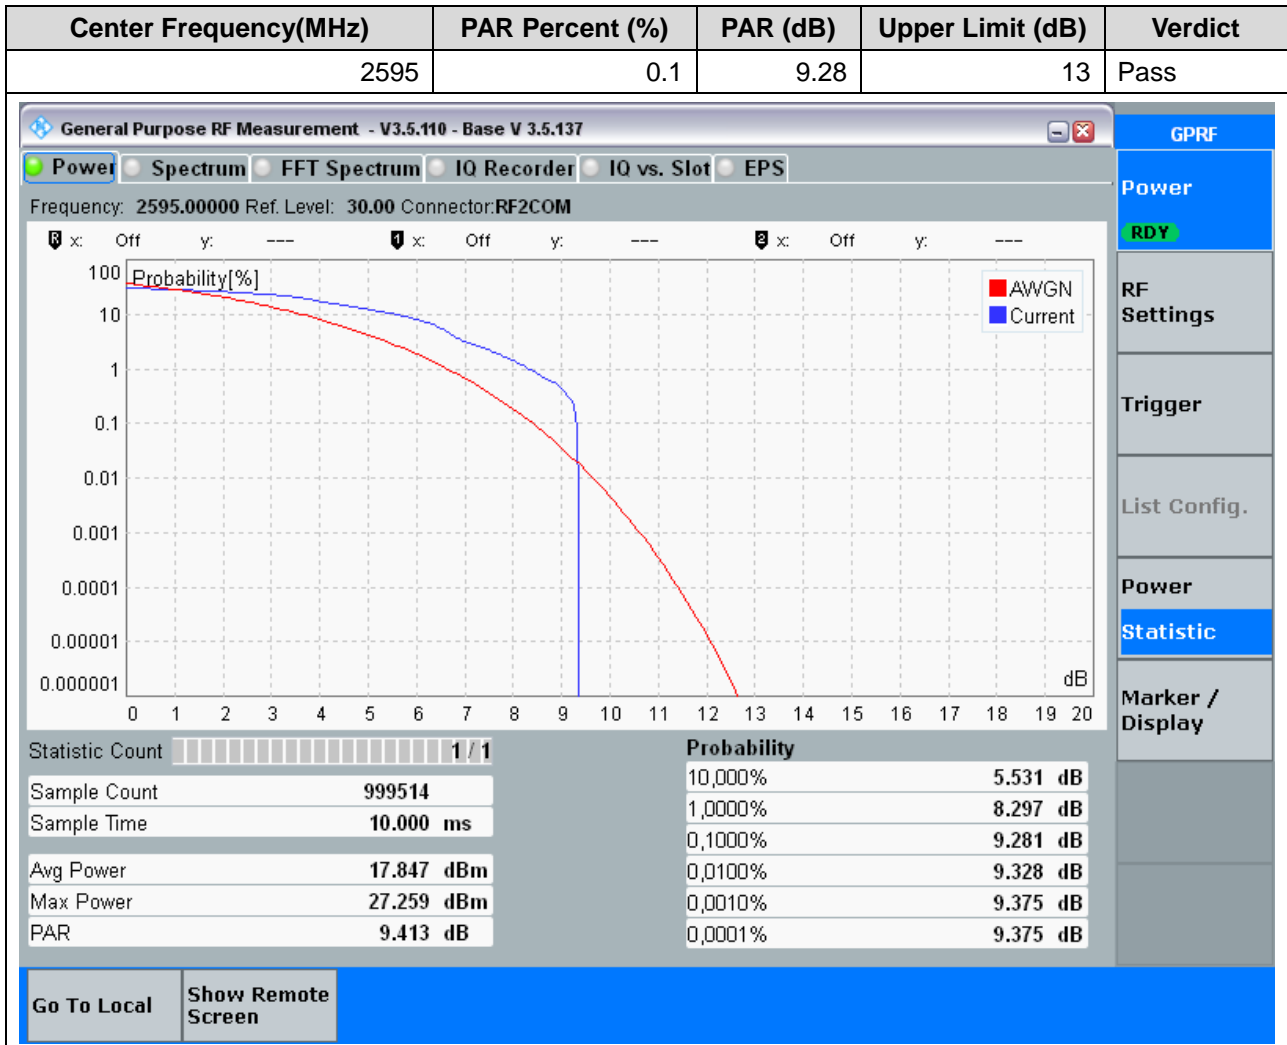 Center Frequency(MHz) PAR Percent (%) PAR (dB) Upper Limit (dB) Verdict
2595 0.1 9.28 13 Pass
General Purpose RF Measurement - V3.5.110 - Base V 3.5.137
GPRF
Power Spectrum FFT Spectrum IQ Recorder IQ vs. Slot EPS
Power
RDY
Frequency: 2595.00000 Ref. Level: 30.00 Connector:RF2COM
R x: Off y: --- 1 x: Off y: --- 2 x: Off y: ---
Probability[%]
AWGN
Current
100
10
1
0.1
0.01
0.001
0.0001
0.00001
0.000001
dB
0 1 2 3 4 5 6 7 8 9 10 11 12 13 14 15 16 17 18 19 20
RF
Settings
Trigger
List Config.
Power
Statistic
Marker /
Display
Statistic Count 1 / 1
Sample Count 999514
Sample Time 10.000 ms
Avg Power 17.847 dBm
Max Power 27.259 dBm
PAR 9.413 dB
Probability
10,000% 5.531 dB
1,0000% 8.297 dB
0,1000% 9.281 dB
0,0100% 9.328 dB
0,0010% 9.375 dB
0,0001% 9.375 dB
Go To Local
Show Remote
Screen